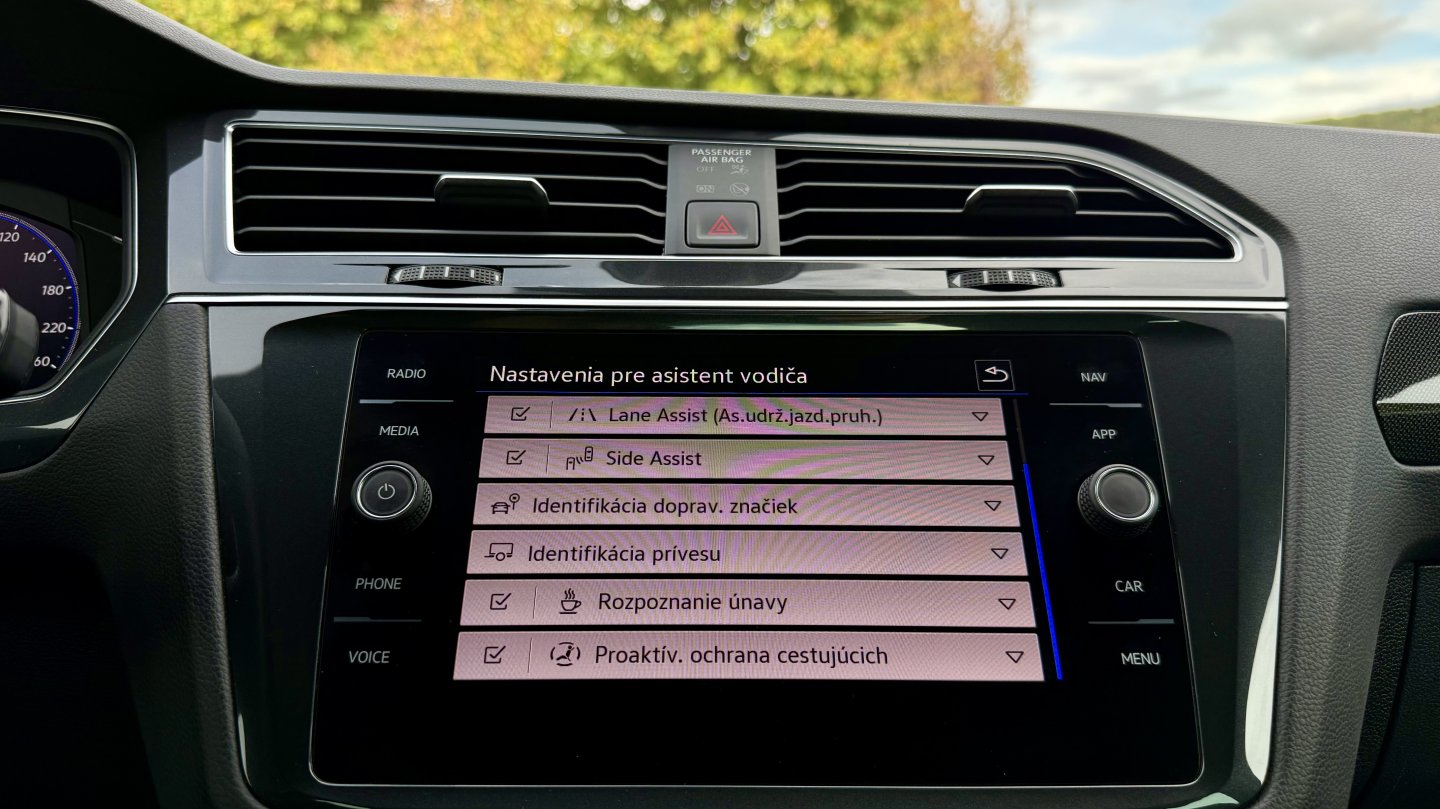 PASSENGER
AIR BAG
OFF
ON
120
140
180
220
60
RADIO
MEDIA
PHONE
VOICE
Nastavenia pre asistent vodiča
Lane Assist (As.udrž.jazd.pruh.)
Side Assist
Identifikácia doprav. značiek
Identifikácia prívesu
Rozpoznanie únavy
Proaktív. ochrana cestujúcich
NAV
APP
CAR
MENU